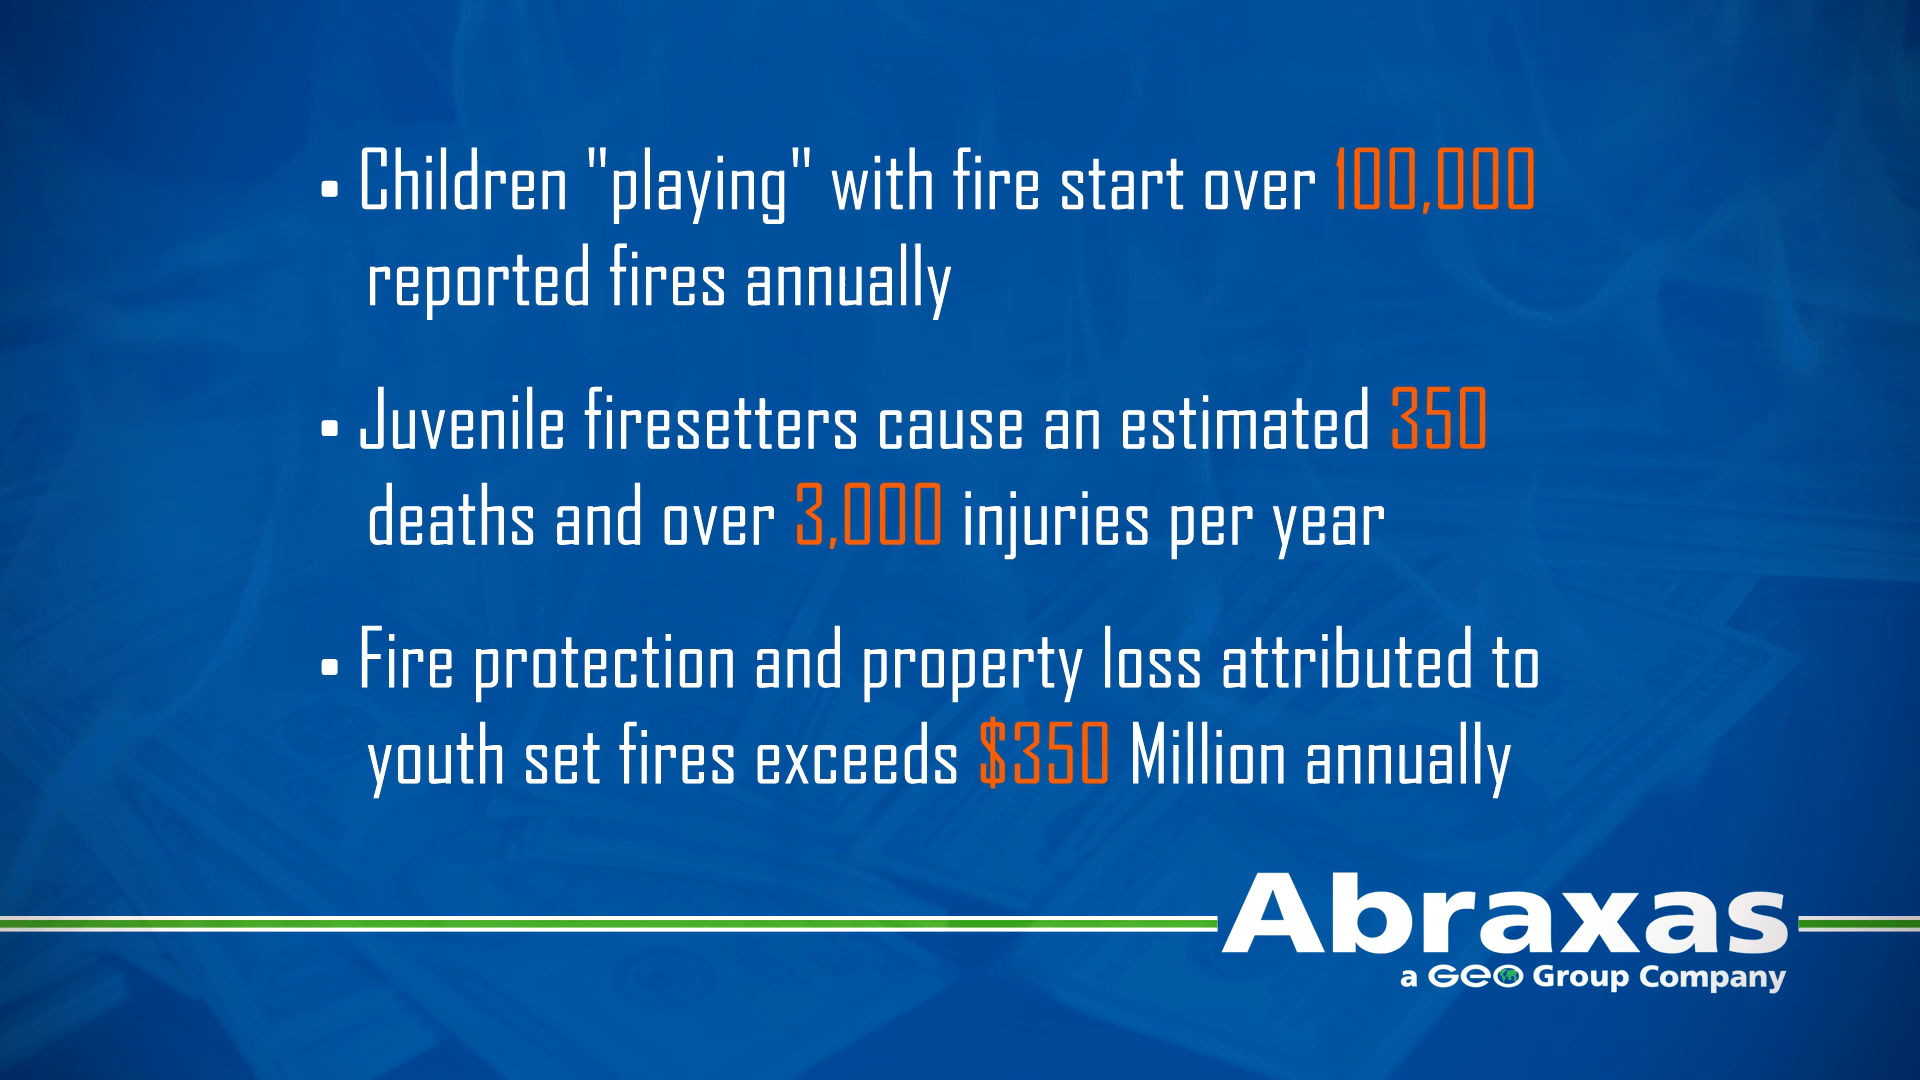 • Children "playing" with fire start over 100,000
reported fires annually
• Juvenile firesetters cause an estimated 350
deaths and over 3,000 injuries per year
• Fire protection and property loss attributed to
youth set fires exceeds $350 Million annually
Abraxas
a GEO Group Company